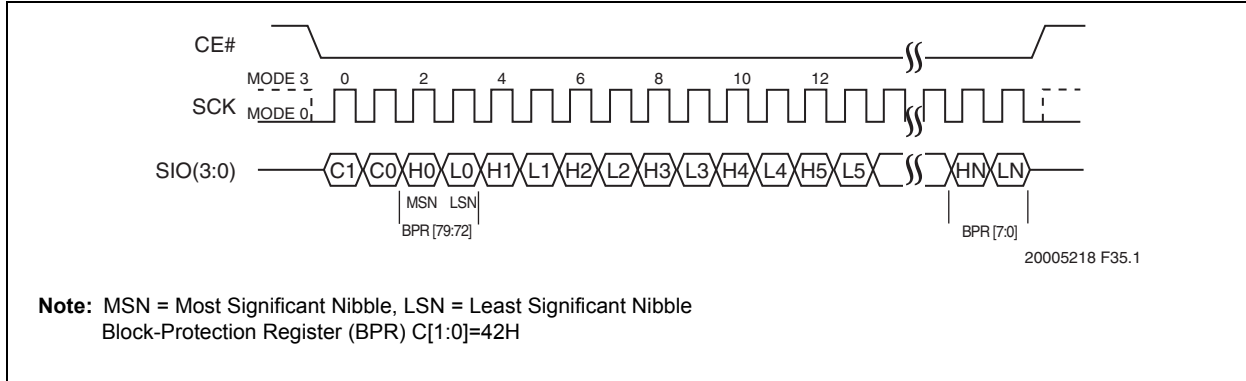 CE#
MODE 3 0 2 4 6 8 10 12
SCK MODE 0
SIO(3:0) C1 C0 H0 L0 H1 L1 H2 L2 H3 L3 H4 L4 H5 L5 HN LN
MSN LSN
BPR [79:72] BPR [7:0]
20005218 F35.1
Note: MSN = Most Significant Nibble, LSN = Least Significant Nibble
Block-Protection Register (BPR) C[1:0]=42H